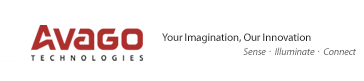 AVAGO
TECHNOLOGIES
Your Imagination, Our Innovation
Sense · Illuminate · Connect